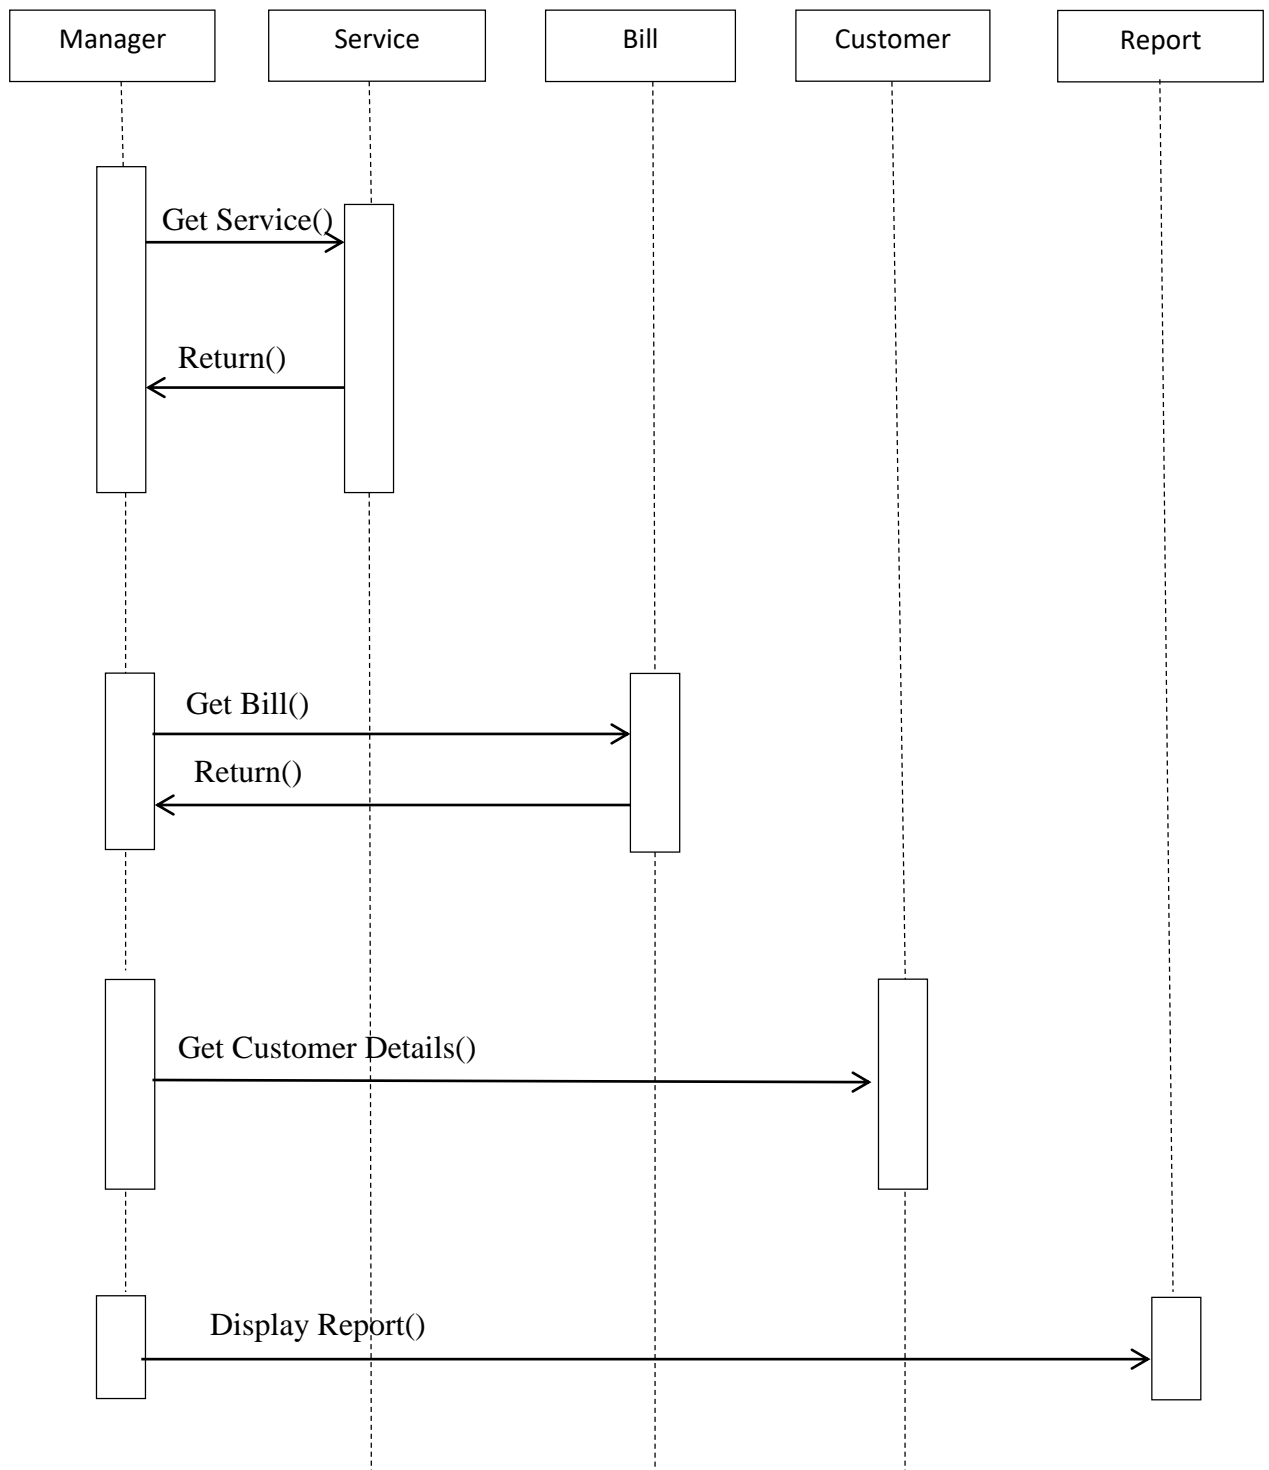 Manager
Service
Bill
Customer
Report
Get Service()
Return()
Get Bill()
Return()
Get Customer Details()
Display Report()